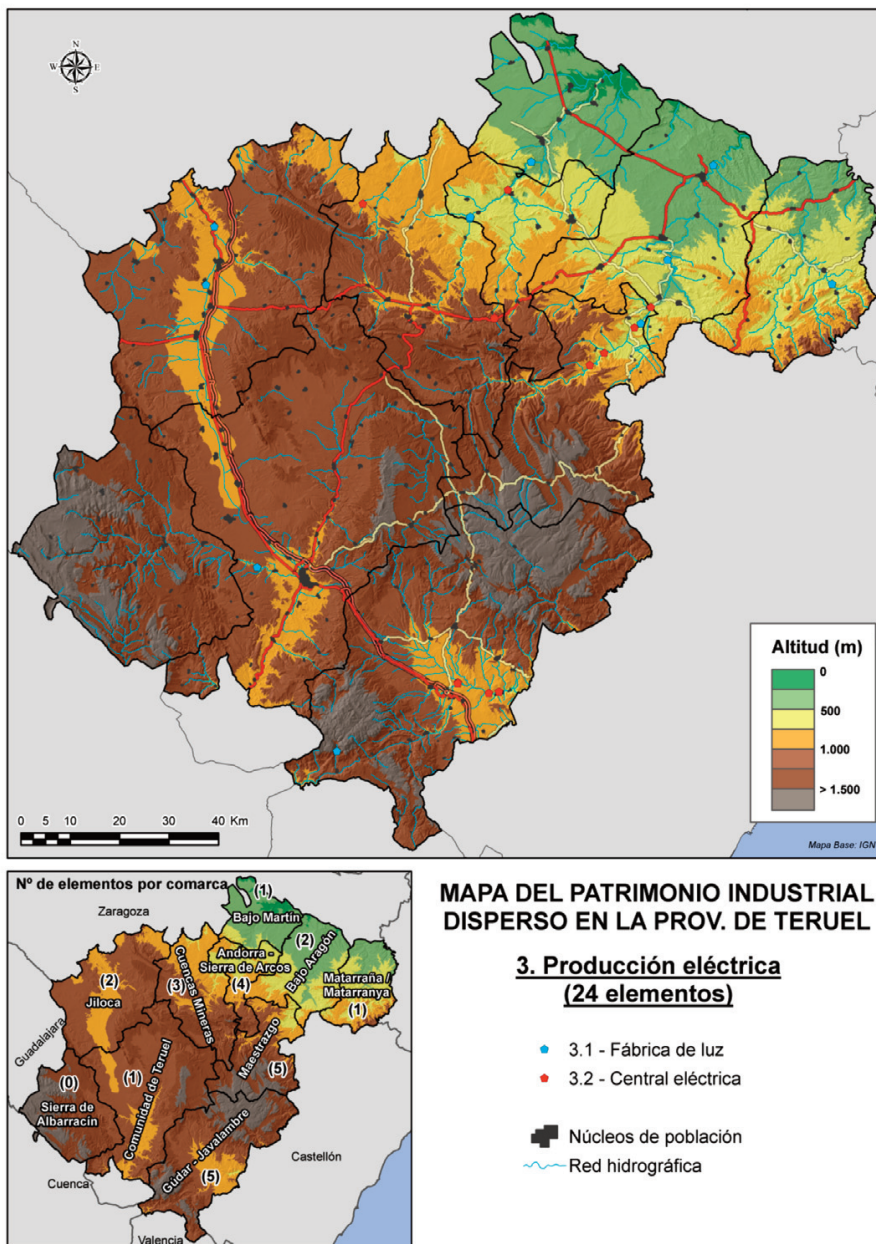 N
W
E
S
Altitud (m)
0
500
1.000
> 1.500
0 5 10 20 30 40 Km
Mapa Base: IGN
Nº de elementos por comarca
Zaragoza
(1)
Bajo Martín
(2)
Bajo Aragón
Andorra -
Sierra de Arcos
(4)
Matarraña /
Matarranya
(1)
(2)
Jiloca
(3)
Cuencas Mineras
Guadalajara
(0)
Sierra de
Albarracín
(1)
Comunidad de Teruel
Maestrazgo
(5)
Gúdar - Javalambre
(5)
Castellón
Cuenca
Valencia
MAPA DEL PATRIMONIO INDUSTRIAL
DISPERSO EN LA PROV. DE TERUEL
3. Producción eléctrica
(24 elementos)
3.1 - Fábrica de luz
3.2 - Central eléctrica
Núcleos de población
Red hidrográfica